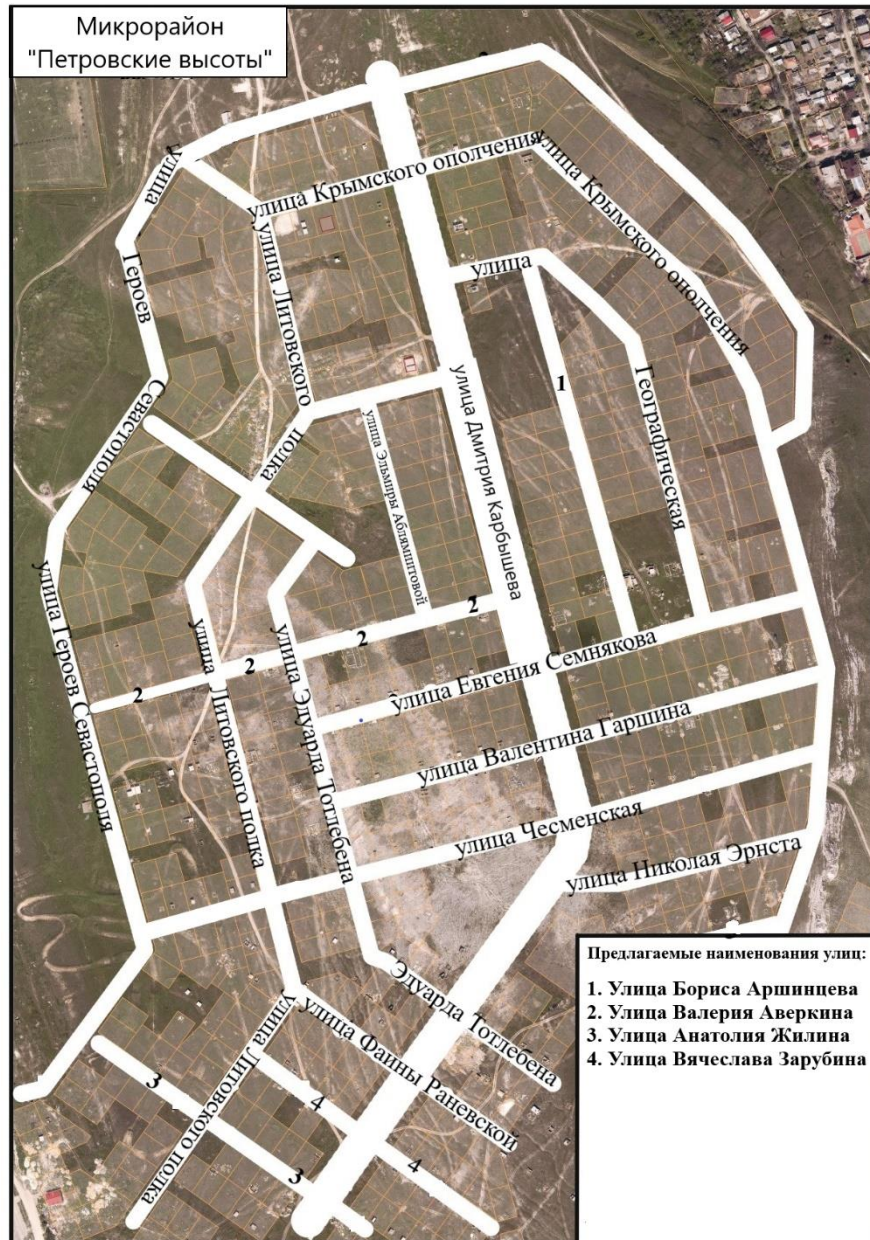 Микрорайон
"Петровские высоты"
улица Крымского ополчения
улица Крымского ополчения
улица
Героев
Севастополя
улица Литовского
полка
улица
Географическая
1
улица Дмитрия Карбышева
улица Эльмиры Аблямитовой
улица Героев Севастополя
2
2
2
2
улица Литовского полка
улица Эдуарда Тотлебена
улица Евгения Семнякова
улица Валентина Гаршина
улица Чесменская
улица Николая Эрнста
Эдуарда Тотлебена
улица Фаины Раневской
улица Литовского полка
3
3
4
4
Предлагаемые наименования улиц:
1. Улица Бориса Аршинцева
2. Улица Валерия Аверкина
3. Улица Анатолия Жилина
4. Улица Вячеслава Зарубина